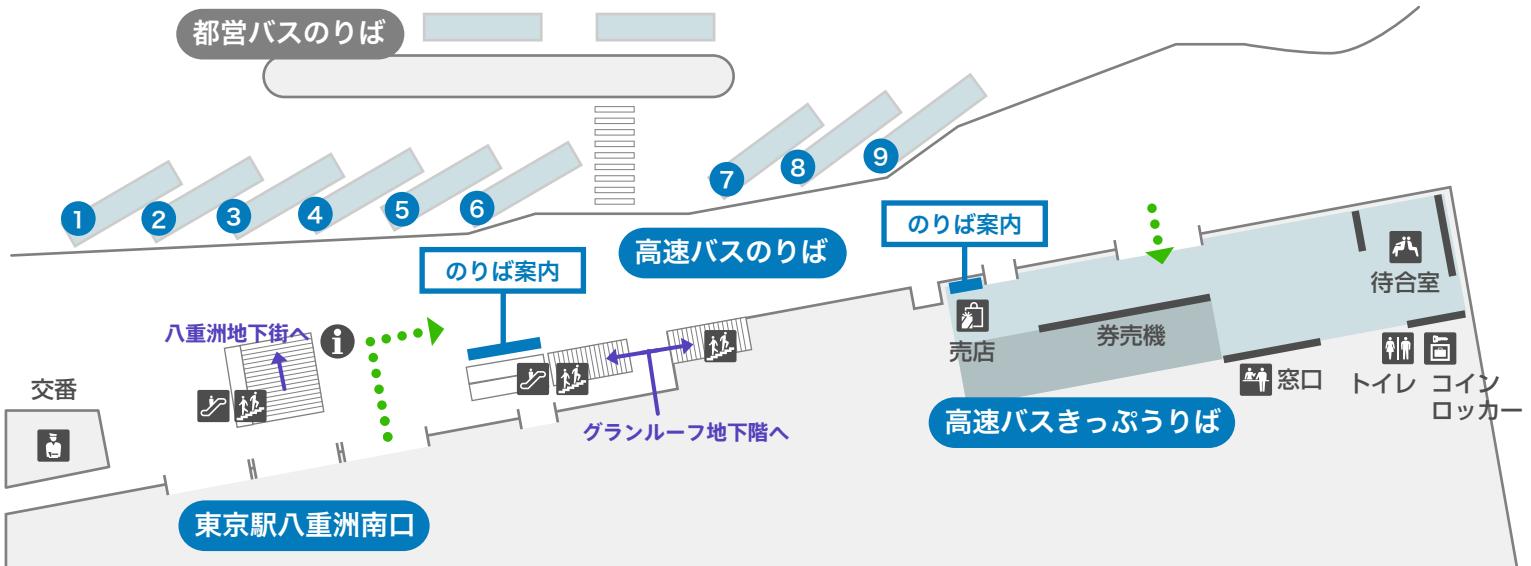 都営バスのりば
1
2
3
4
5
6
7
8
9
高速バスのりば
のりば案内
のりば案内
八重洲地下街へ
i
交番
グランルーフ地下階へ
東京駅八重洲南口
売店
券売機
待合室
窓口
トイレ
コイン
ロッカー
高速バスきっぷうりば